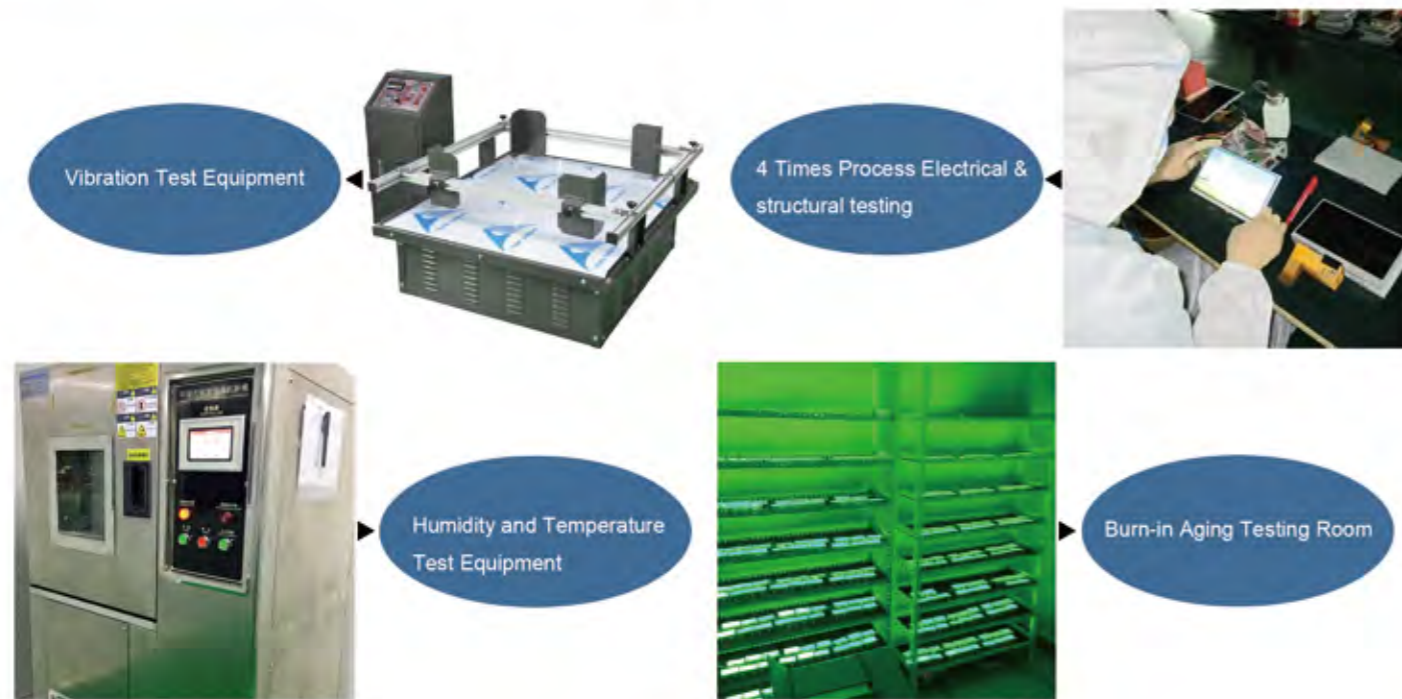 Vibration Test Equipment
4 Times Process Electrical &
structural testing
Humidity and Temperature
Test Equipment
Burn-in Aging Testing Room